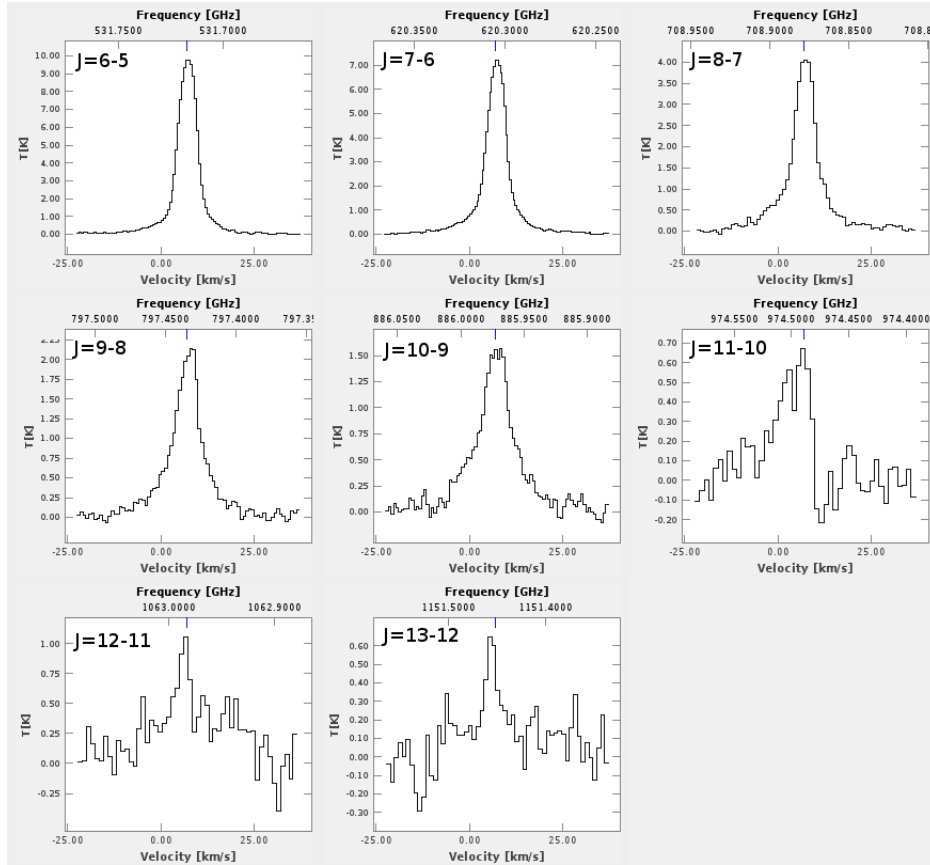 Frequency [GHz]
531.7500 531.7000
J=6-5
10.00
9.00
8.00
7.00
6.00
5.00
4.00
3.00
2.00
1.00
0.00
T[K]
-25.00 0.00 25.00
Velocity [km/s]
Frequency [GHz]
620.3500 620.3000 620.2500
J=7-6
7.00
6.00
5.00
4.00
3.00
2.00
1.00
0.00
T[K]
-25.00 0.00 25.00
Velocity [km/s]
Frequency [GHz]
708.9500 708.9000 708.8500 708.8
J=8-7
4.00
3.50
3.00
2.50
2.00
1.50
1.00
0.50
0.00
T[K]
-25.00 0.00 25.00
Velocity [km/s]
Frequency [GHz]
797.5000 797.4500 797.4000 797.35
J=9-8
2.25
2.00
1.75
1.50
1.25
1.00
0.75
0.50
0.25
0.00
T[K]
-25.00 0.00 25.00
Velocity [km/s]
Frequency [GHz]
886.0500 886.0000 885.9500 885.9000
J=10-9
1.50
1.25
1.00
0.75
0.50
0.25
0.00
T[K]
-25.00 0.00 25.00
Velocity [km/s]
Frequency [GHz]
974.5500 974.5000 974.4500 974.4000
J=11-10
0.70
0.60
0.50
0.40
0.30
0.20
0.10
0.00
-0.10
-0.20
T[K]
-25.00 0.00 25.00
Velocity [km/s]
Frequency [GHz]
1063.0000 1062.9000
J=12-11
1.00
0.75
0.50
0.25
0.00
-0.25
T[K]
-25.00 0.00 25.00
Velocity [km/s]
Frequency [GHz]
1151.5000 1151.4000
J=13-12
0.60
0.50
0.40
0.30
0.20
0.10
0.00
-0.10
-0.20
-0.30
T[K]
-25.00 0.00 25.00
Velocity [km/s]